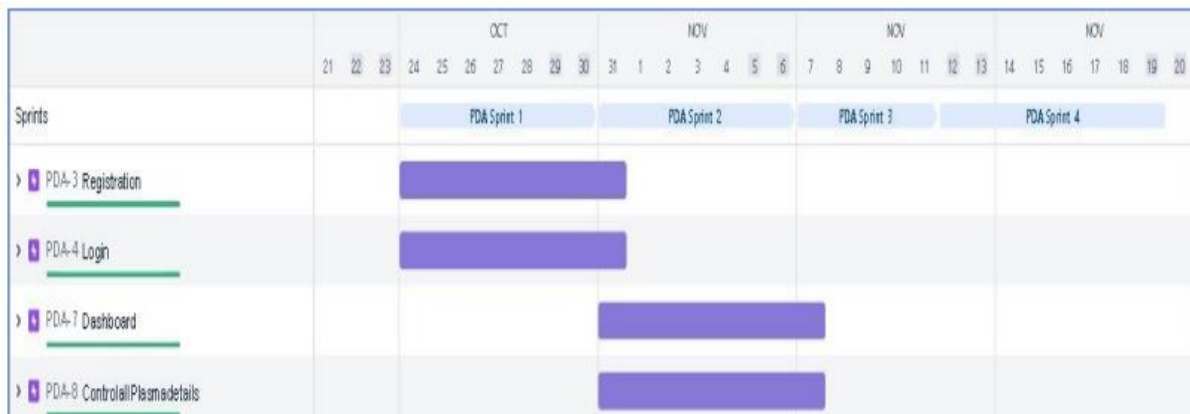 OCT NOV NOV NOV
21 22 23 24 25 26 27 28 29 30 31 1 2 3 4 5 6 7 8 9 10 11 12 13 14 15 16 17 18 19 20
Sprints PDA Sprint 1 PDA Sprint 2 PDA Sprint 3 PDA Sprint 4
PDA-3 Registration
PDA-4 Login
PDA-7 Dashboard
PDA-8 ControlallPlasmadetails